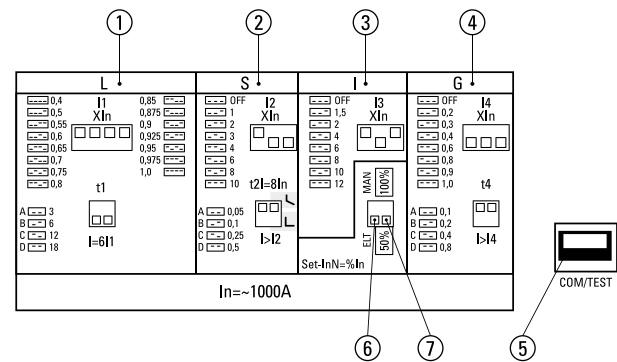 1 2 3 4
L S I G
0,4 I1 XIn 0,85
0,5 0,875
0,55 0,9
0,6 0,925
0,65 0,95
0,7 0,975
0,75 1,0
0,8
t1
A 3
B 6
C 12
D 18
I=6I1
OFF I2 XIn
1
2
3
4
6
8
10
t2I=8In
A 0,05
B 0,1
C 0,25
D 0,5
I>I2
OFF I3 XIn
1,5
2
4
6
8
10
12
MAN 100%
ELT 50%
Set-InN=%In
OFF I4 XIn
0,2
0,3
0,4
0,6
0,8
0,9
1,0
t4
A 0,1
B 0,2
C 0,4
D 0,8
I>I4
In=~1000A
COM/TEST
5 6 7